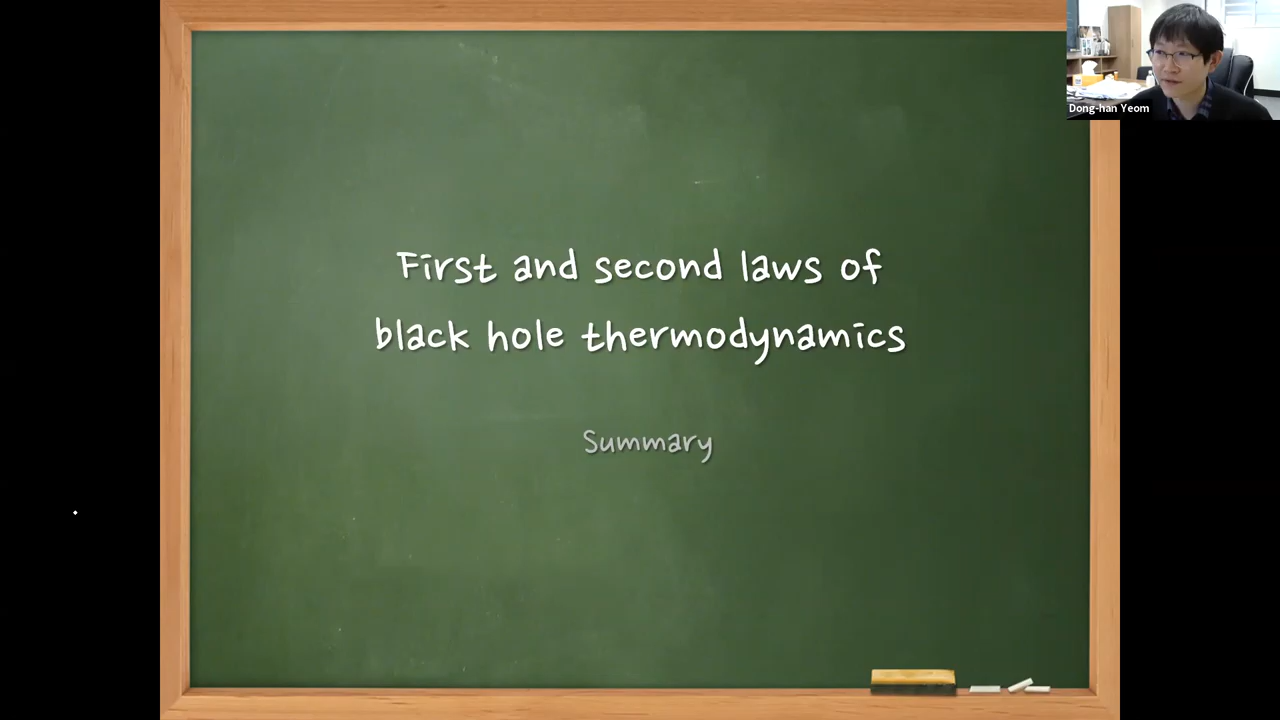 First and second laws of
black hole thermodynamics
Summary
Dong-han Yeom